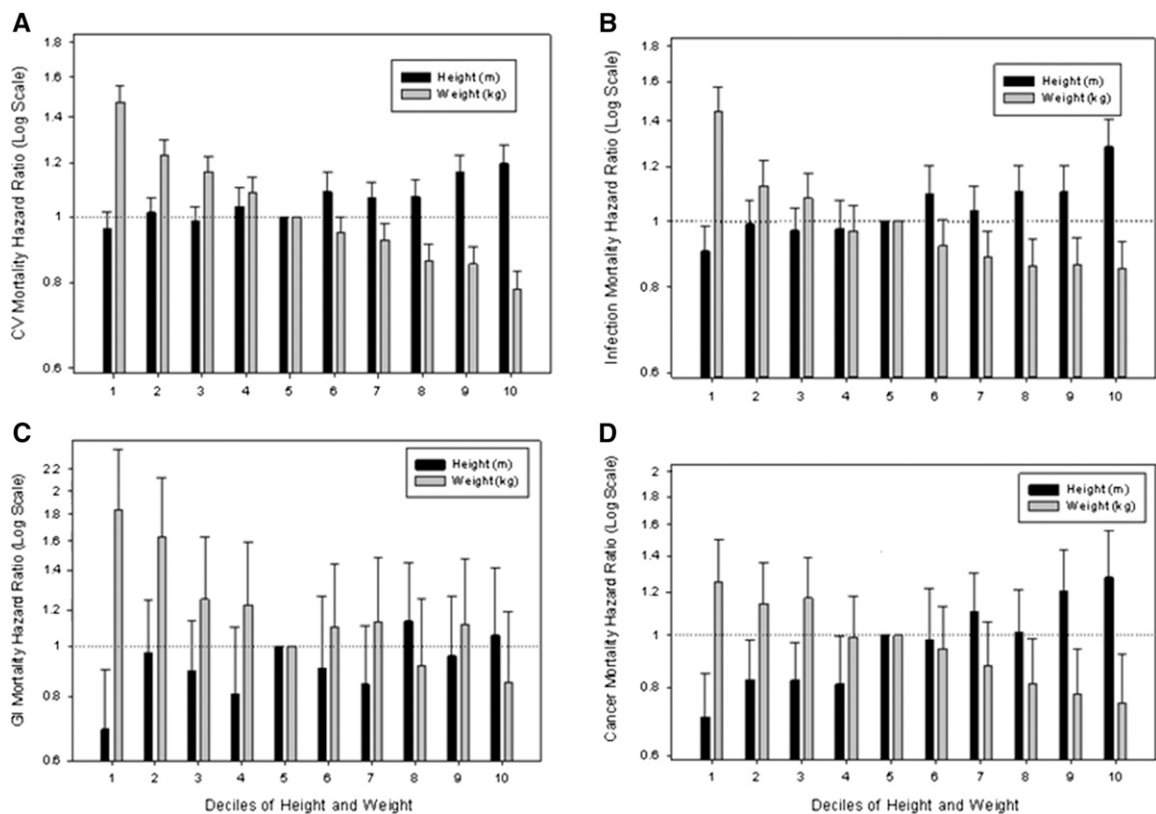 A
CV Mortality Hazard Ratio (Log Scale)
1.8
1.6
1.4
1.2
1
0.8
0.6
Height (m)
Weight (kg)
1 2 3 4 5 6 7 8 9 10
B
Infection Mortality Hazard Ratio (Log Scale)
1.8
1.6
1.4
1.2
1
0.8
0.6
Height (m)
Weight (kg)
1 2 3 4 5 6 7 8 9 10
C
GI Mortality Hazard Ratio (Log Scale)
2.2
2
1.8
1.6
1.4
1.2
1
0.8
0.6
Height (m)
Weight (kg)
1 2 3 4 5 6 7 8 9 10
Deciles of Height and Weight
D
Cancer Mortality Hazard Ratio (Log Scale)
2
1.8
1.6
1.4
1.2
1
0.8
0.6
Height (m)
Weight (kg)
1 2 3 4 5 6 7 8 9 10
Deciles of Height and Weight